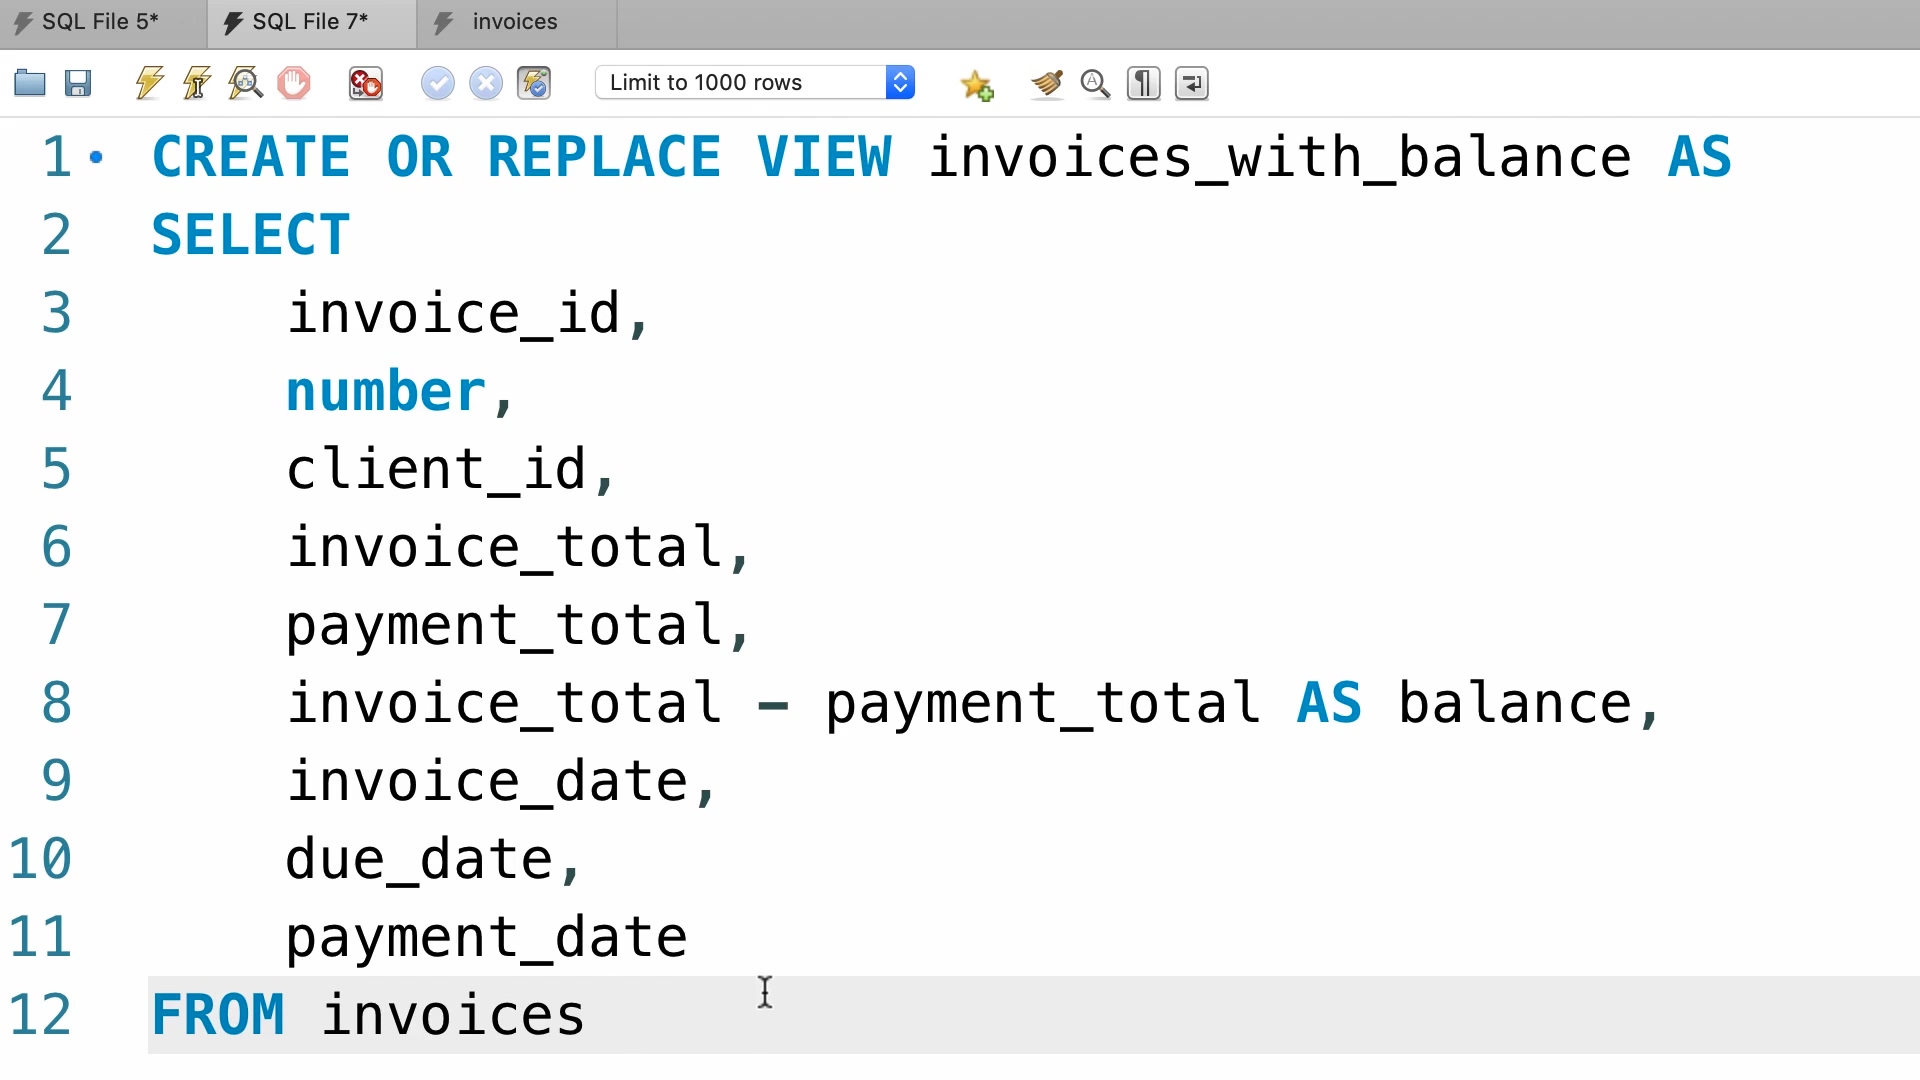 SQL File 5* SQL File 7* invoices
Limit to 1000 rows
1 CREATE OR REPLACE VIEW invoices_with_balance AS
2 SELECT
3 invoice_id,
4 number,
5 client_id,
6 invoice_total,
7 payment_total,
8 invoice_total - payment_total AS balance,
9 invoice_date,
10 due_date,
11 payment_date
12 FROM invoices